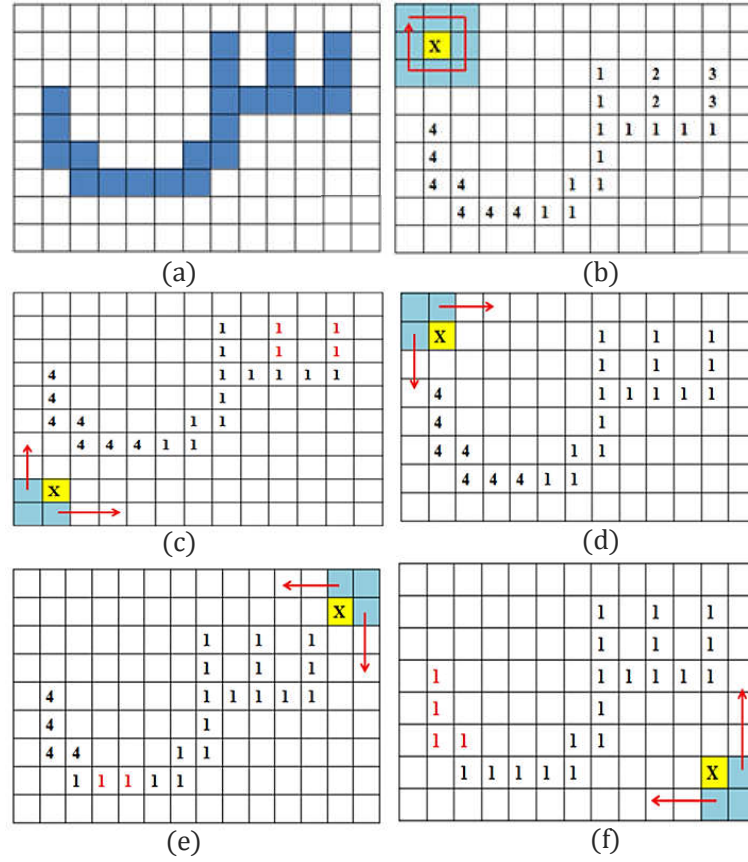 (a)
X
1 2 3
1 2 3
4 1 1 1 1 1
4 1
4 4 1 1
4 4 4 1 1
(b)
1 1 1
1 1 1
4 1 1 1 1 1
4 1
4 4 1 1
4 4 4 1 1
X
(c)
X 1 1 1
1 1 1
4 1 1 1 1 1
4 1
4 4 1 1
4 4 4 1 1
(d)
X
1 1 1
1 1 1
4 1 1 1 1 1
4 1
4 4 1 1
1 1 1 1 1
(e)
1 1 1
1 1 1
1 1 1 1 1 1
1 1
1 1 1 1
1 1 1 1 1 X
(f)